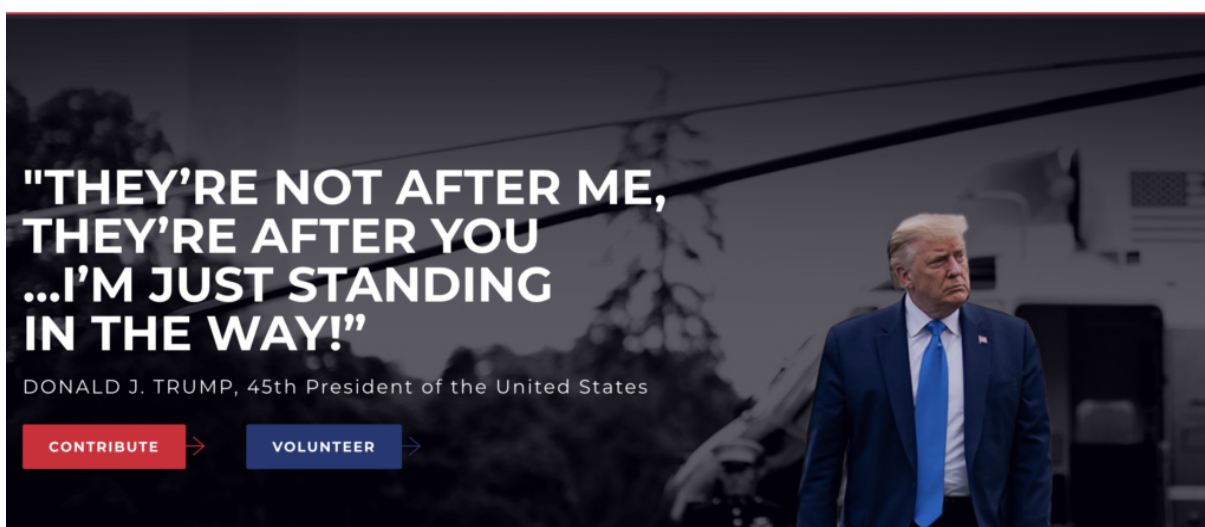 "THEY’RE NOT AFTER ME,
THEY’RE AFTER YOU
...I’M JUST STANDING
IN THE WAY!”
DONALD J. TRUMP, 45th President of the United States
CONTRIBUTE
VOLUNTEER